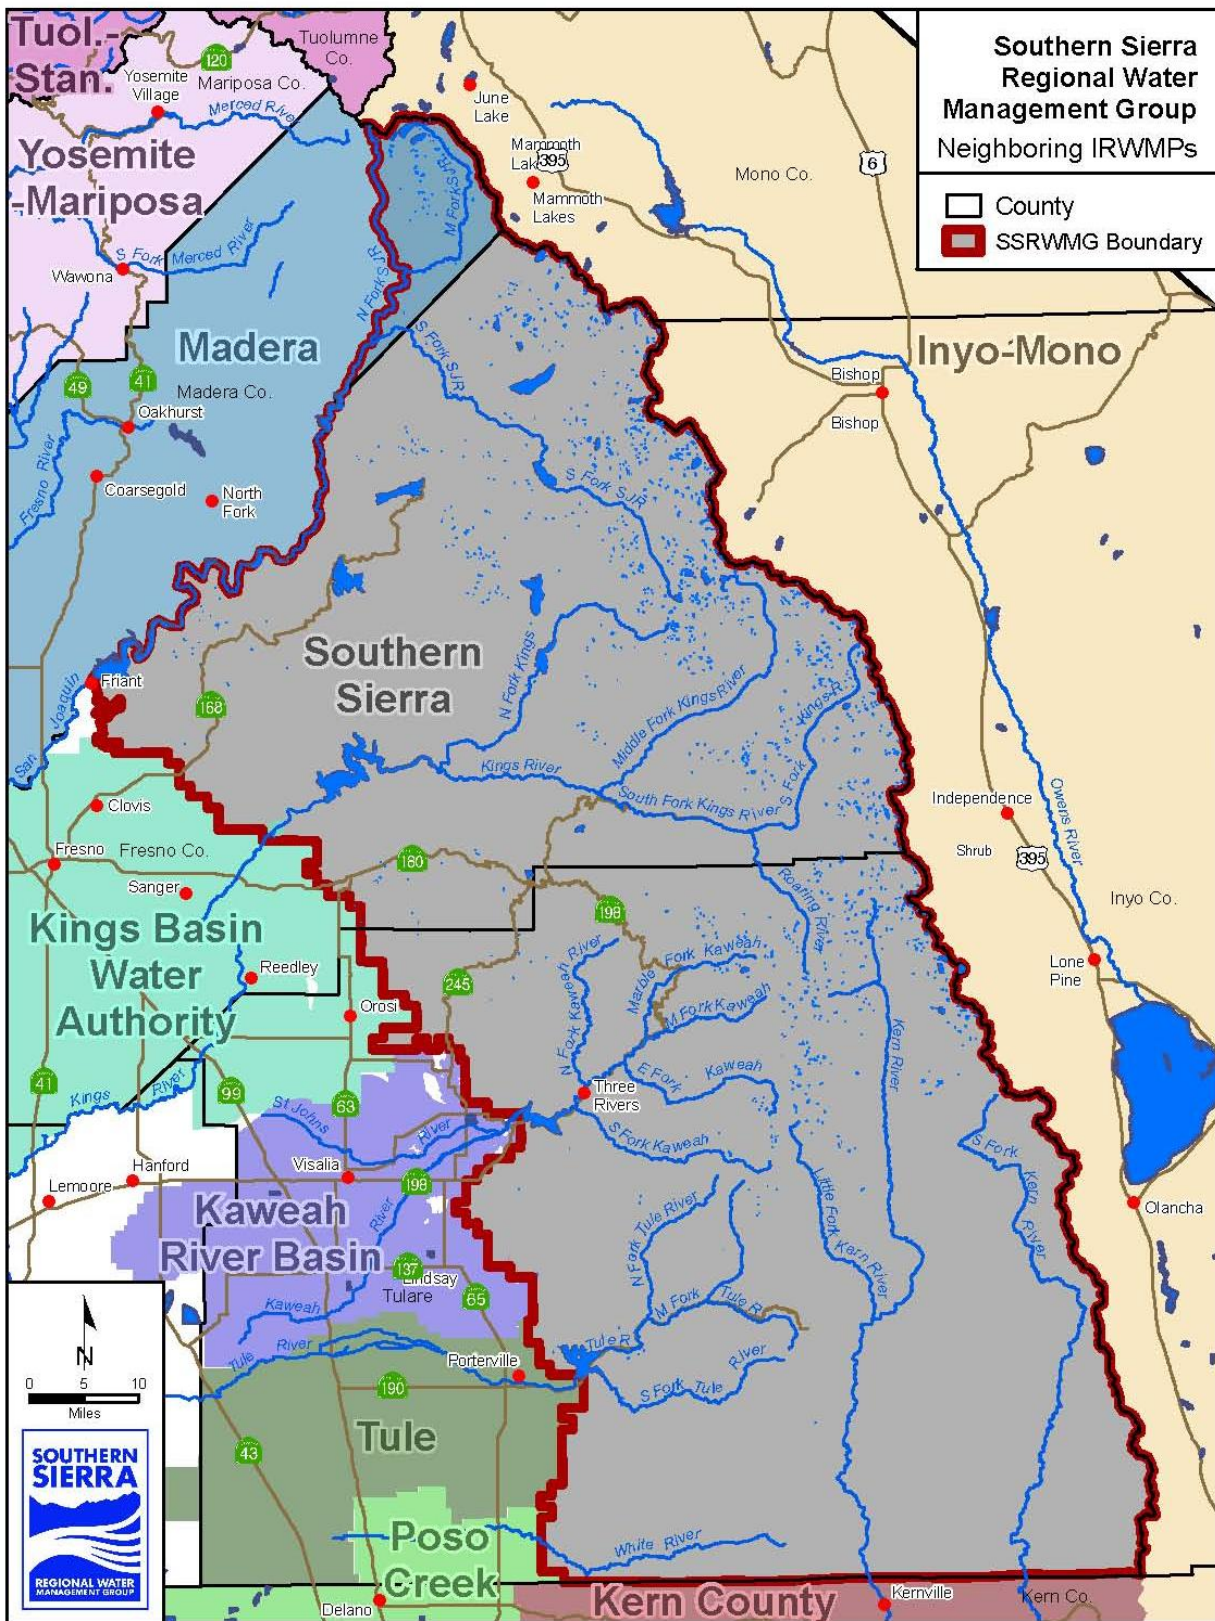 Southern Sierra
Regional Water
Management Group
Neighboring IRWMPs
County
SSRWMG Boundary
Tuol.-
Stan.
120
Tuolumne
Co.
Yosemite
Village
Mariposa Co.
Merced River
June
Lake
Mammoth
Lak
395
Mammoth
Lakes
6
Mono Co.
Yosemite
-Mariposa
M Fork SJR
S Fork Merced River
Wawona
N Fork SJR
Madera
S Fork SJR
Inyo-Mono
49
41
Madera Co.
Bishop
Bishop
Oakhurst
Fresno River
Coarsegold
North
Fork
S Fork SJR
Southern
Sierra
N Fork Kings
Friant
168
San Joaquin
Middle Fork Kings River
S Fork Kings R
Kings River
South Fork Kings River
Clovis
Independence
Owens River
Fresno
Fresno Co.
180
Shrub
395
Sanger
Roaring River
198
Inyo Co.
Kings Basin
Water
Authority
Reedley
245
N Fork Kaweah River
Marble Fork Kaweah
Lone
Pine
Orosi
M Fork Kaweah
Kern River
41
Kings River
99
63
E Fork Kaweah
Three
Rivers
St Johns River
S Fork Kaweah
S Fork Kern River
Hanford
Visalia
198
Lemoore
Little Fork Kern River
Olancha
Kaweah
River Basin
River
N Fork Tule River
137
Lindsay
Tulare
65
Kaweah
M Fork Tule R
Tule River
Tule R
Porterville
190
S Fork Tule River
N
0 5 10
Miles
Tule
43
SOUTHERN
SIERRA
REGIONAL WATER
MANAGEMENT GROUP
Poso
Creek
White River
Delano
Kern County
Kernville
Kern Co.